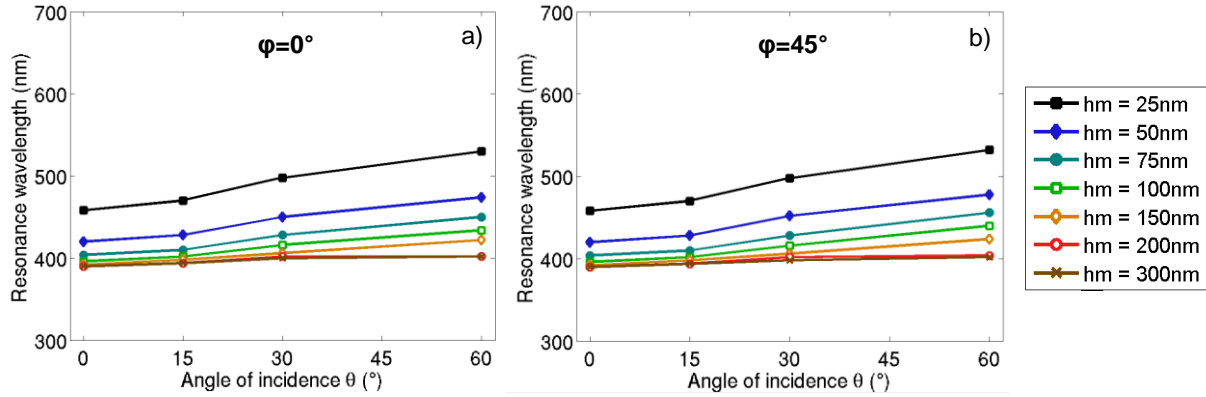 a)
φ=0°
700
600
500
400
300
Resonance wavelength (nm)
0 15 30 45 60
Angle of incidence θ (°)
b)
φ=45°
700
600
500
400
300
Resonance wavelength (nm)
0 15 30 45 60
Angle of incidence θ (°)
hm = 25nm
hm = 50nm
hm = 75nm
hm = 100nm
hm = 150nm
hm = 200nm
hm = 300nm